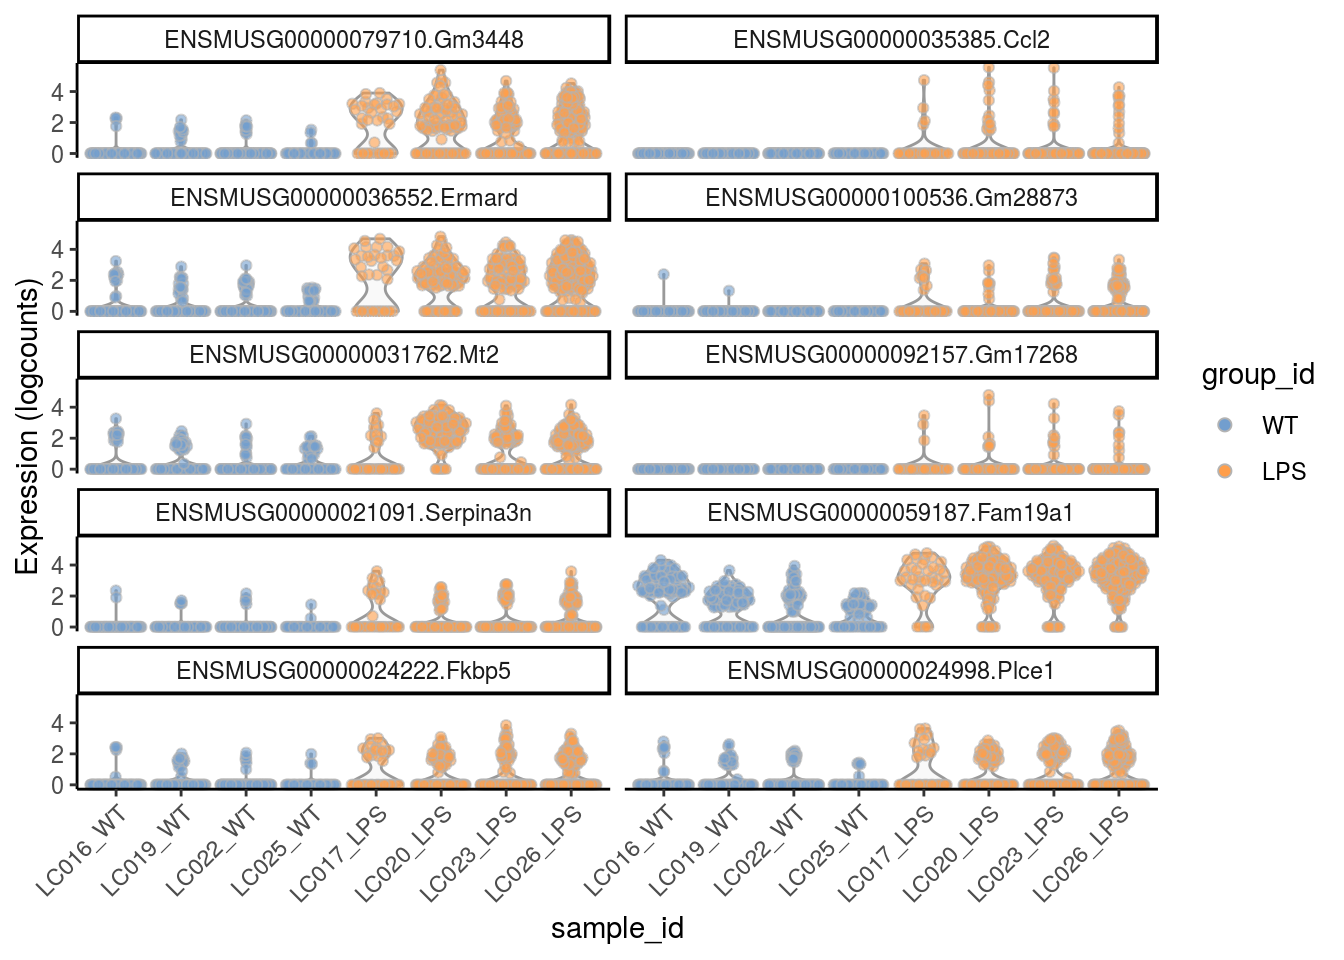 ENSMUSG00000079710.Gm3448
ENSMUSG00000035385.Ccl2
4
2
0
ENSMUSG00000036552.Ermard
ENSMUSG00000100536.Gm28873
4
2
0
ENSMUSG00000031762.Mt2
ENSMUSG00000092157.Gm17268
4
2
0
ENSMUSG00000021091.Serpina3n
ENSMUSG00000059187.Fam19a1
4
2
0
ENSMUSG00000024222.Fkbp5
ENSMUSG00000024998.Plce1
4
2
0
Expression (logcounts)
LC016_WT
LC019_WT
LC022_WT
LC025_WT
LC017_LPS
LC020_LPS
LC023_LPS
LC026_LPS
LC016_WT
LC019_WT
LC022_WT
LC025_WT
LC017_LPS
LC020_LPS
LC023_LPS
LC026_LPS
sample_id
group_id
WT
LPS